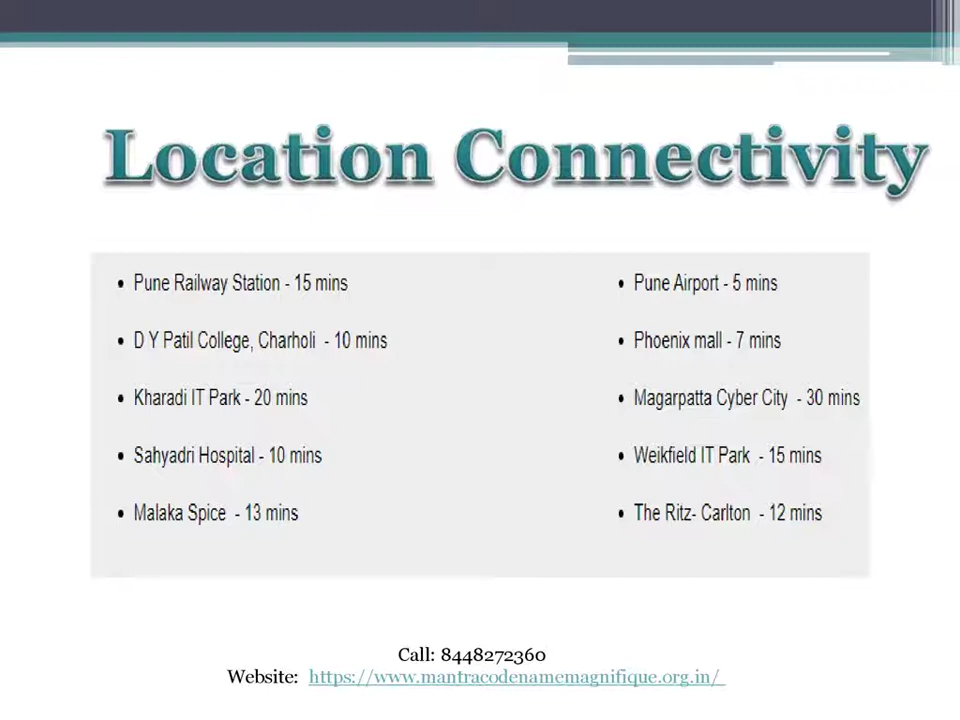 Location Connectivity
• Pune Railway Station - 15 mins
• D Y Patil College, Charholi - 10 mins
• Kharadi IT Park - 20 mins
• Sahyadri Hospital - 10 mins
• Malaka Spice - 13 mins
• Pune Airport - 5 mins
• Phoenix mall - 7 mins
• Magarpatta Cyber City - 30 mins
• Weikfield IT Park - 15 mins
• The Ritz- Carlton - 12 mins
Call: 8448272360
Website: https://www.mantracodenamemagnifique.org.in/